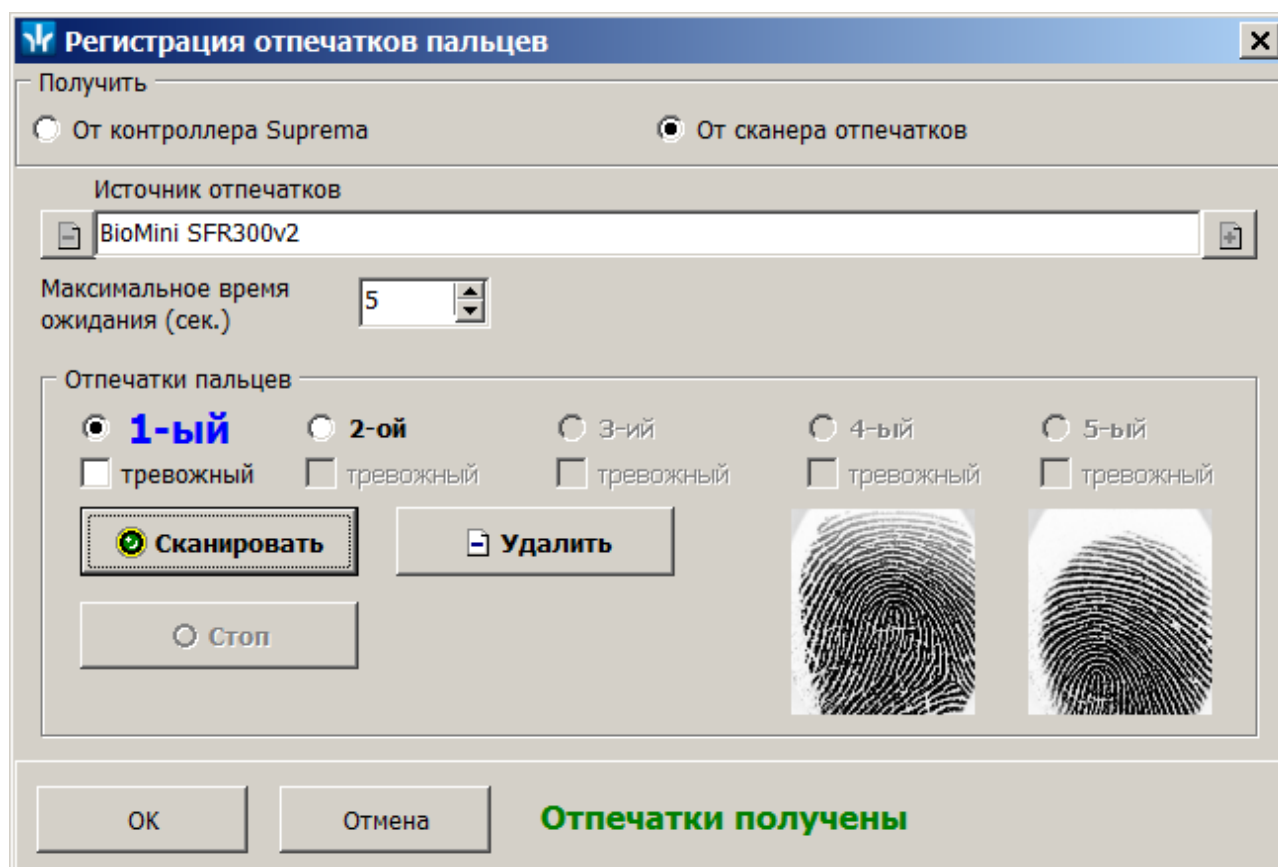 Регистрация отпечатков пальцев
Получить
От контроллера Suprema
От сканера отпечатков
Источник отпечатков
BioMini SFR300v2
Максимальное время
ожидания (сек.)
5
Отпечатки пальцев
1-ый 2-ой 3-ий 4-ый 5-ый
тревожный тревожный тревожный тревожный тревожный
Сканировать Удалить
Стоп
ОК Отмена Отпечатки получены